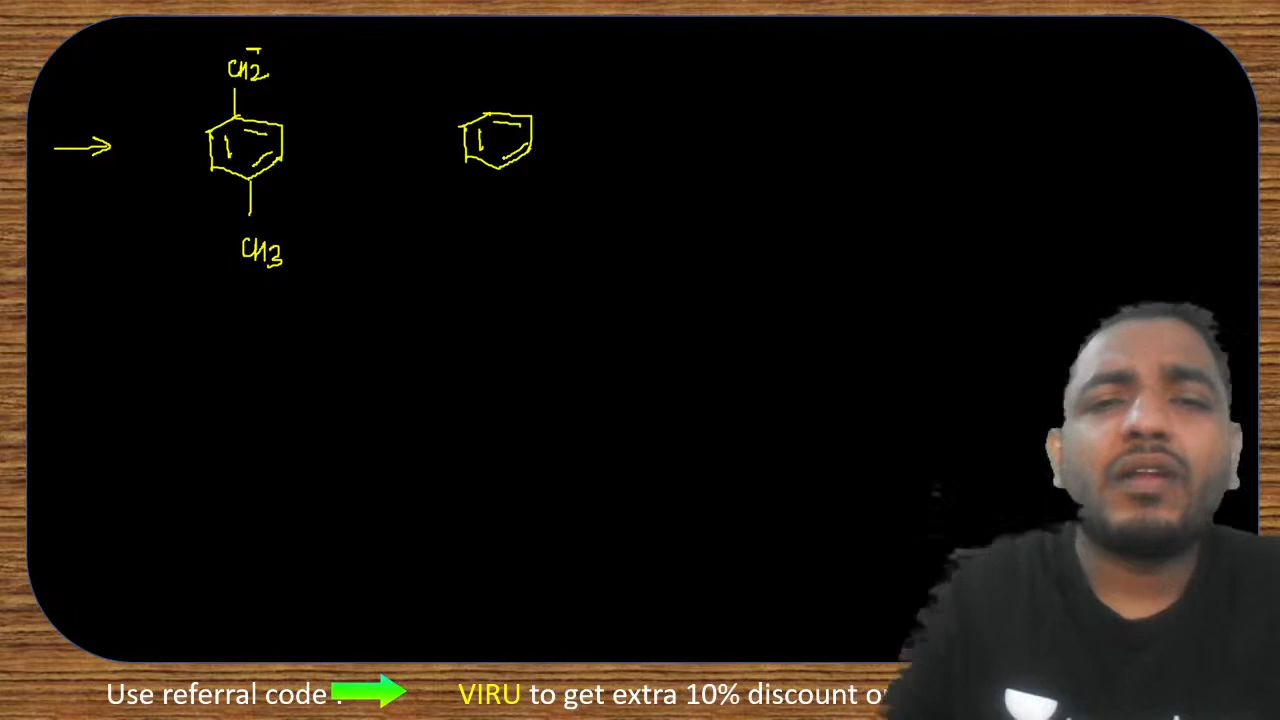 CH2-
CH3
Use referral code :
VIRU to get extra 10% discount o